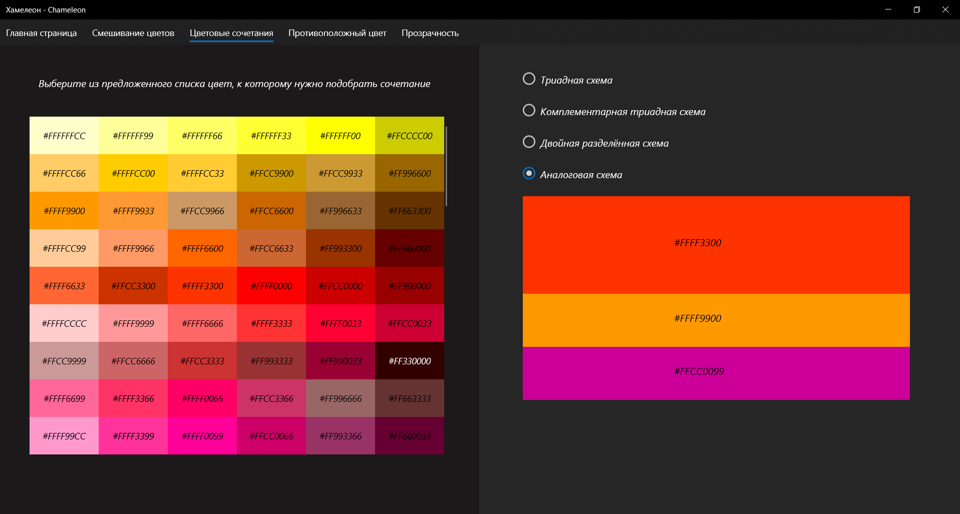 Хамелеон - Chameleon
Главная страница Смешивание цветов Цветовые сочетания Противоположный цвет Прозрачность
Выберите из предложенного списка цвет, к которому нужно подобрать сочетание
#FFFFFFCC #FFFFFF99 #FFFFFF66 #FFFFFF33 #FFFFFF00 #FFCCCC00
#FFFFCC66 #FFFFCC00 #FFFFCC33 #FFCC9900 #FFCC9933 #FF996600
#FFFF9900 #FFFF9933 #FFCC9966 #FFCC6600 #FF996633 #FF663300
#FFFFCC99 #FFFF9966 #FFFF6600 #FFCC6633 #FF993300 #FF660000
#FFFF6633 #FFCC3300 #FFFF3300 #FFFF0000 #FFCC0000 #FF990000
#FFFFCCCC #FFFF9999 #FFFF6666 #FFFF3333 #FFFF0033 #FFCC0033
#FFCC9999 #FFCC6666 #FFCC3333 #FF993333 #FF990033 #FF330000
#FFFF6699 #FFFF3366 #FFFF0066 #FFCC3366 #FF996666 #FF663333
#FFFF99CC #FFFF3399 #FFFF0099 #FFCC0066 #FF993366 #FF660033
Триадная схема
Комплементарная триадная схема
Двойная разделённая схема
Аналоговая схема
#FFFF3300
#FFFF9900
#FFCC0099